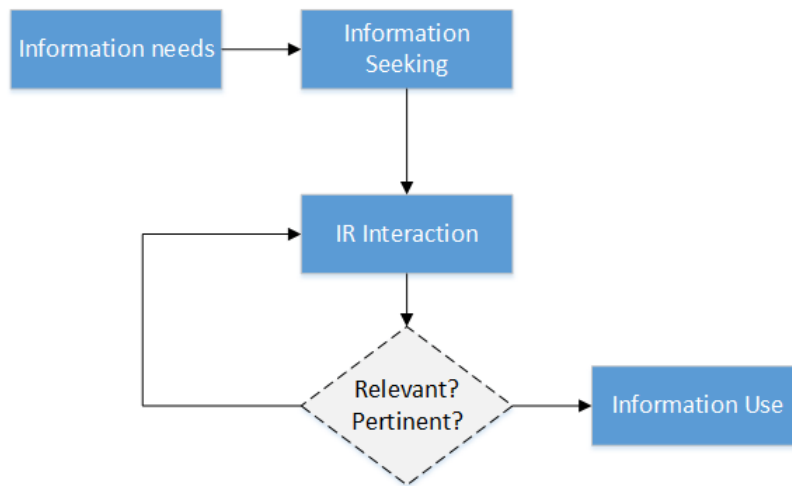 Information needs
Information
Seeking
IR Interaction
Relevant?
Pertinent?
Information Use